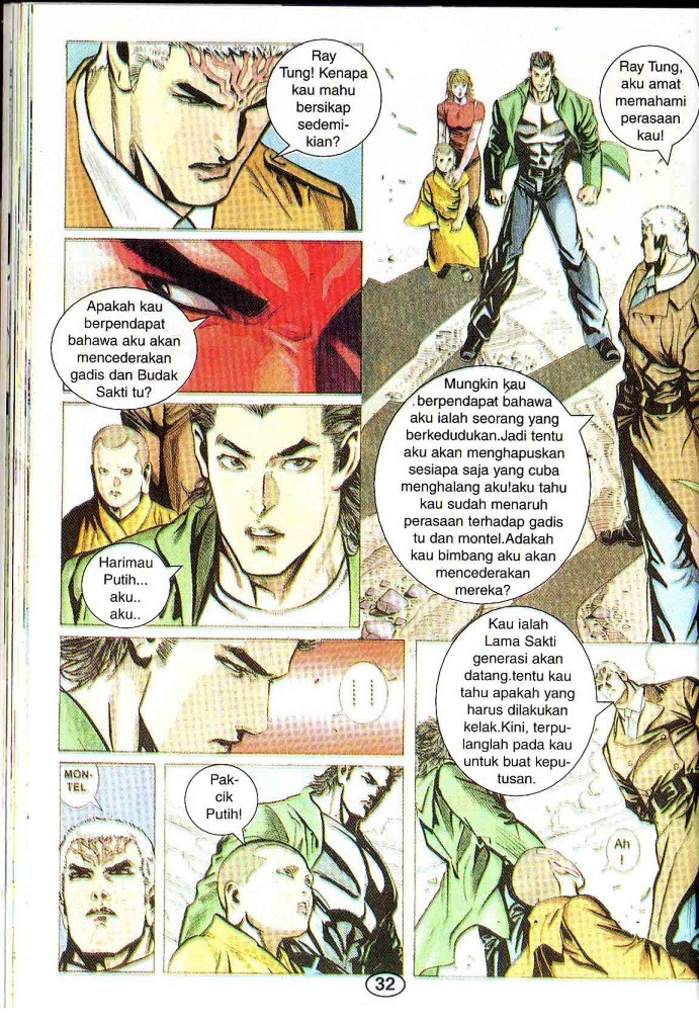 Ray
Tung! Kenapa
kau mahu
bersikap
sedemi-
kian?
Ray Tung,
aku amat
memahami
perasaan
kau!
Apakah kau
berpendapat
bahawa aku akan
mencederakan
gadis dan Budak
Sakti tu?
Mungkin kau
berpendapat bahawa
aku ialah seorang yang
berkedudukan.Jadi tentu
aku akan menghapuskan
sesiapa saja yang cuba
menghalang aku!aku tahu
kau sudah menaruh
perasaan terhadap gadis
tu dan montel.Adakah
kau bimbang aku akan
mencederakan
mereka?
Harimau
Putih...
aku..
aku..
! !
Kau ialah
Lama Sakti
generasi akan
datang.tentu kau
tahu apakah yang
harus dilakukan
kelak.Kini, terpu-
langlah pada kau
untuk buat kepu-
tusan.
MON-
TEL
Pak-
cik
Putih!
Ah
!
32